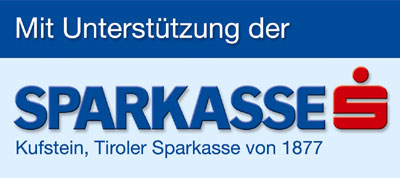 Mit Unterstützung der
SPARKASSE S
Kufstein, Tiroler Sparkasse von 1877